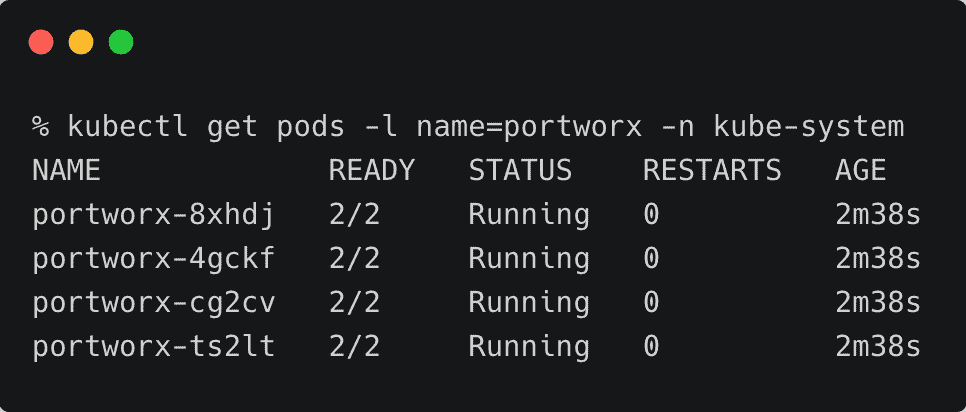 % kubectl get pods -l name=portworx -n kube-system
NAME READY STATUS RESTARTS AGE
portworx-8xhdj 2/2 Running 0 2m38s
portworx-4gckf 2/2 Running 0 2m38s
portworx-cg2cv 2/2 Running 0 2m38s
portworx-ts2lt 2/2 Running 0 2m38s